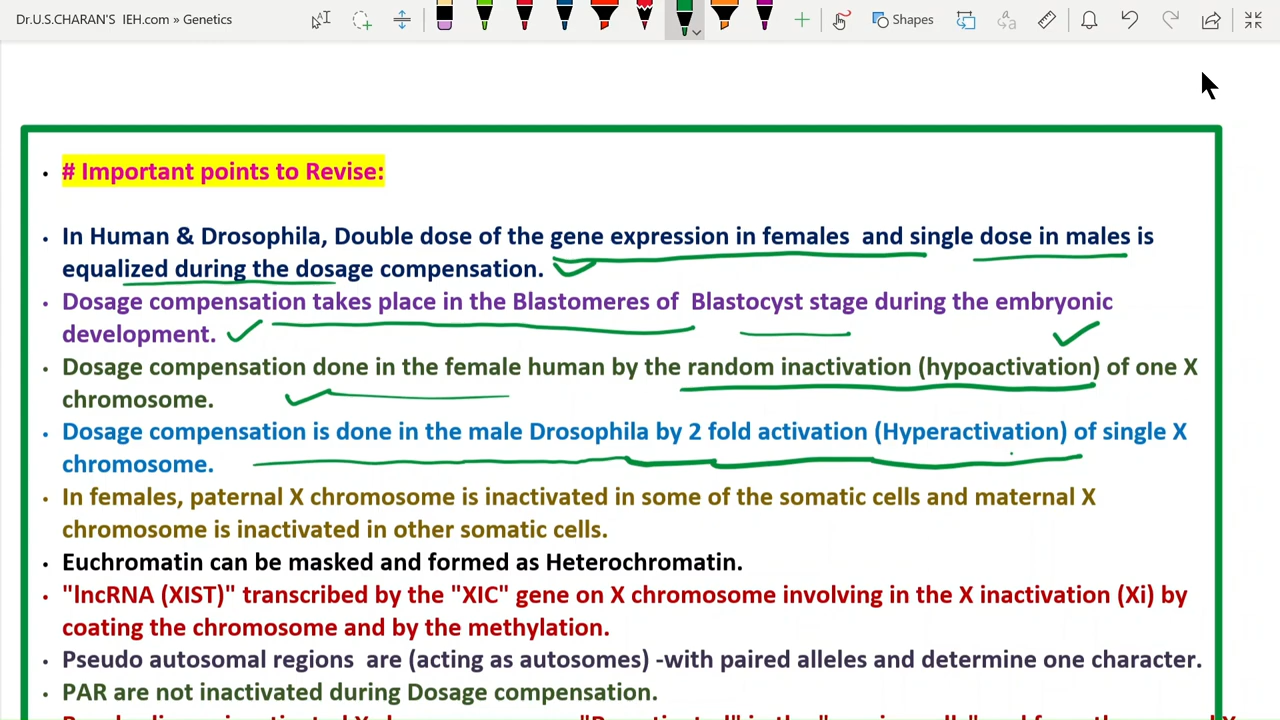 Dr.U.S.CHARAN'S IEH.com » Genetics
Shapes
# Important points to Revise:
In Human & Drosophila, Double dose of the gene expression in females and single dose in males is
equalized during the dosage compensation.
Dosage compensation takes place in the Blastomeres of Blastocyst stage during the embryonic
development.
Dosage compensation done in the female human by the random inactivation (hypoactivation) of one X
chromosome.
Dosage compensation is done in the male Drosophila by 2 fold activation (Hyperactivation) of single X
chromosome.
In females, paternal X chromosome is inactivated in some of the somatic cells and maternal X
chromosome is inactivated in other somatic cells.
Euchromatin can be masked and formed as Heterochromatin.
"lncRNA (XIST)" transcribed by the "XIC" gene on X chromosome involving in the X inactivation (Xi) by
coating the chromosome and by the methylation.
Pseudo autosomal regions are (acting as autosomes) -with paired alleles and determine one character.
PAR are not inactivated during Dosage compensation.